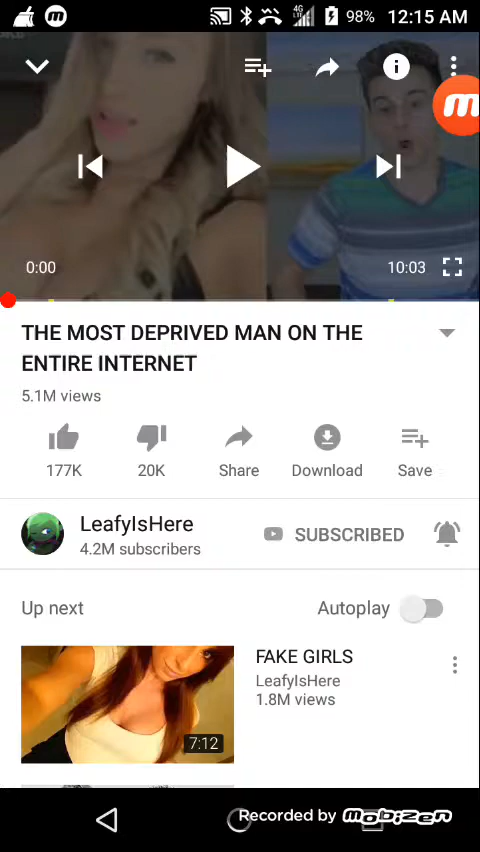 4G
LTE
98%
12:15 AM
0:00
10:03
THE MOST DEPRIVED MAN ON THE
ENTIRE INTERNET
5.1M views
177K
20K
Share
Download
Save
LeafyIsHere
4.2M subscribers
SUBSCRIBED
Up next
Autoplay
FAKE GIRLS
LeafyIsHere
1.8M views
7:12
Recorded by Mobizen